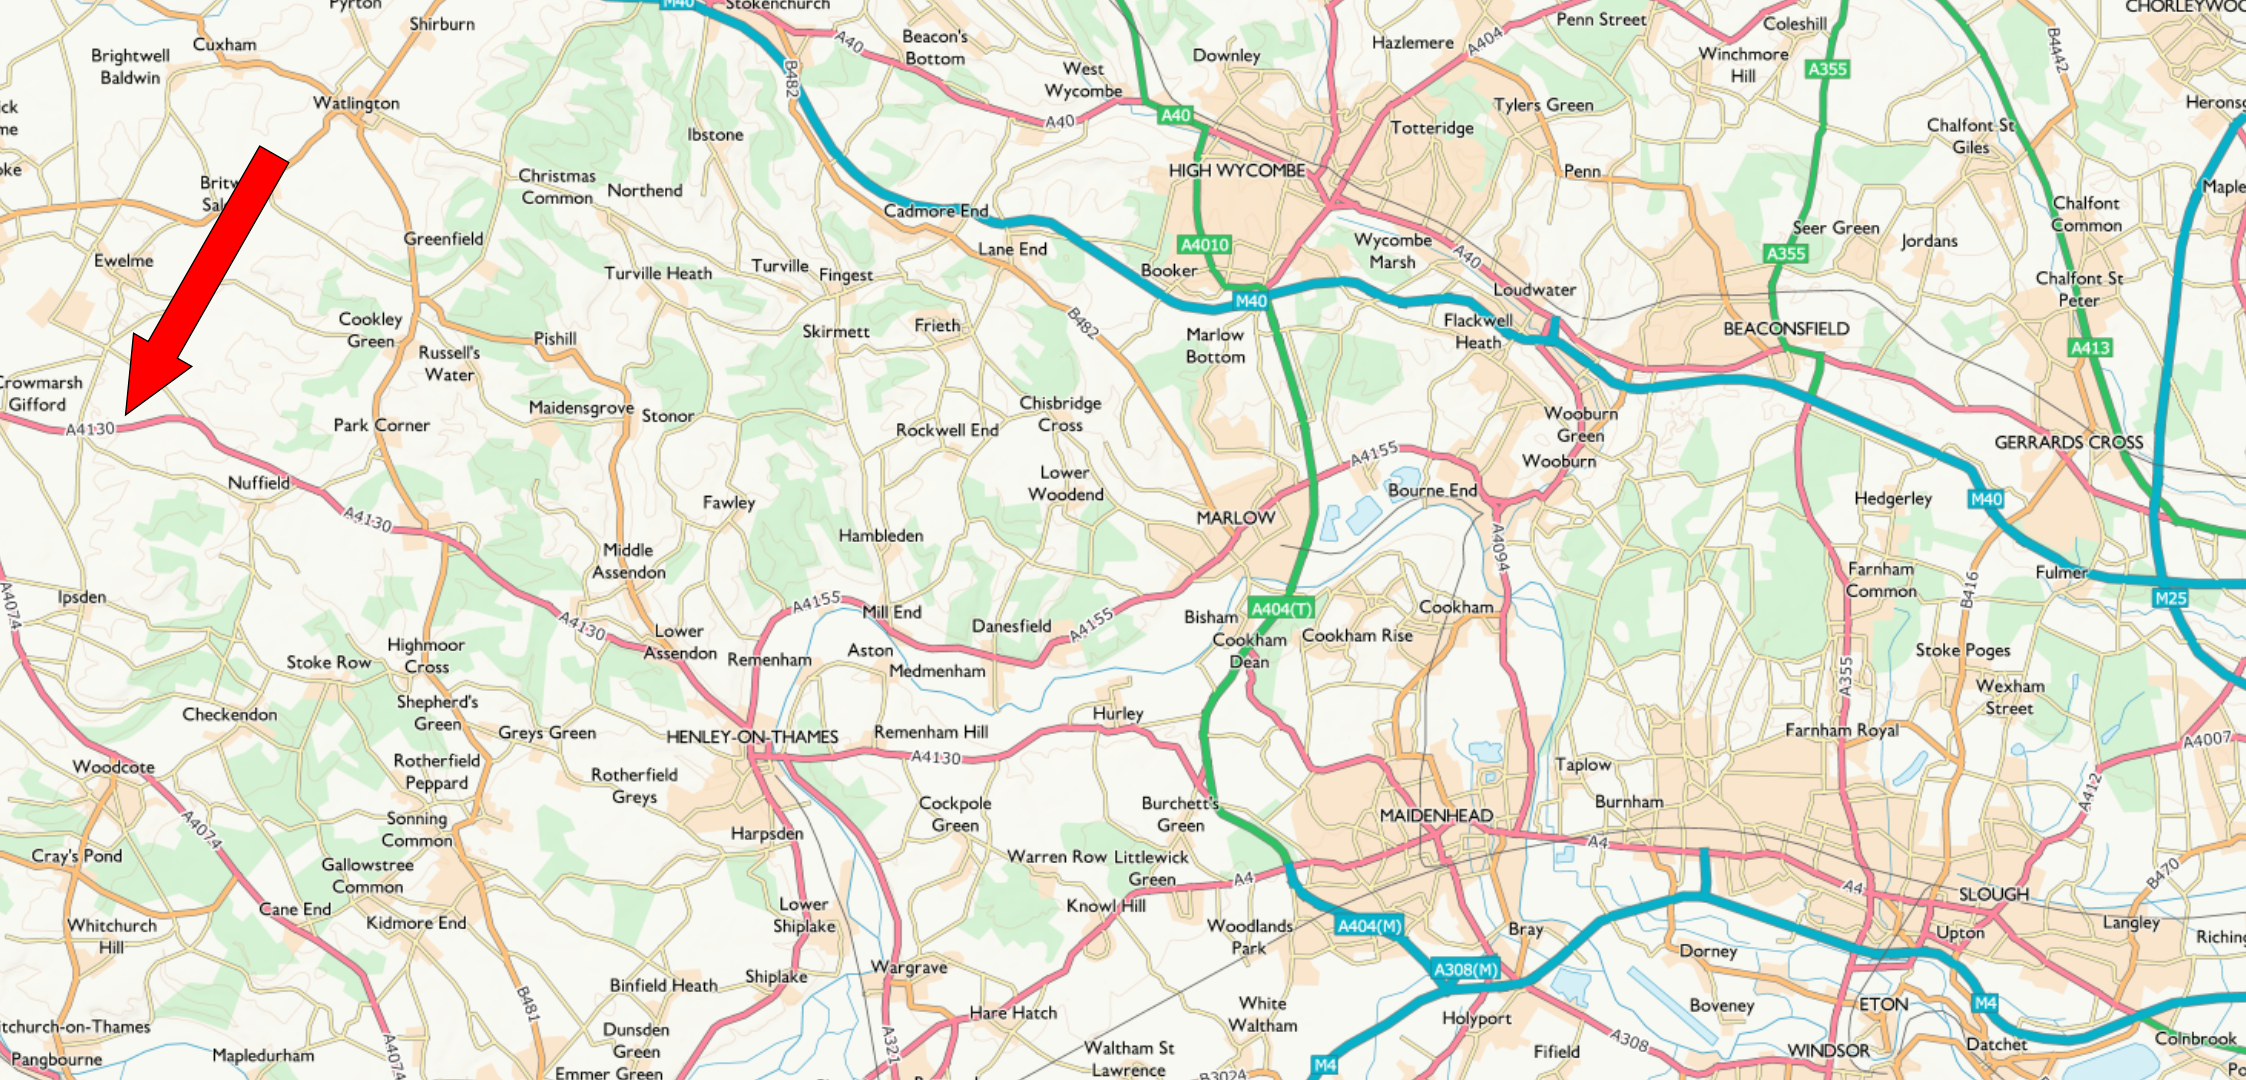 Pyrton
Shirburn
M40
Stokenchurch
Cuxham
Brightwell
Baldwin
Watlington
B482
A40
Beacon's
Bottom
West
Wycombe
A40
A40
Downley
Hazlemere
A404
Penn Street
Coleshill
Winchmore
Hill
A355
B4442
Tylers Green
Totteridge
Chalfont St
Giles
Ibstone
Christmas
Common
Northend
HIGH WYCOMBE
Penn
Cadmore End
Lane End
Greenfield
Ewelme
Turville Heath
Turville
Fingest
Booker
A4010
Wycombe
Marsh
A40
Seer Green
Jordans
A355
Chalfont
Common
Chalfont St
Peter
M40
Loudwater
Cookley
Green
Pishill
Skirmett
Frieth
B482
Marlow
Bottom
Flackwell
Heath
BEACONSFIELD
A413
Russell's
Water
Crowmarsh
Gifford
A4130
Park Corner
Maidensgrove
Stonor
Rockwell End
Chisbridge
Cross
Wooburn
Green
Wooburn
GERRARDS CROSS
A4155
Nuffield
A4130
Fawley
Lower
Woodend
Bourne End
Hedgerley
M40
MARLOW
Hambleden
A4094
Middle
Assendon
Farnham
Common
Fulmer
B416
M25
Ipsden
A4074
A4130
A4155
Mill End
Danesfield
A4155
Bisham
A404(T)
Cookham
Cookham
Dean
Cookham Rise
Highmoor
Cross
Lower
Assendon
Remenham
Aston
Medmenham
Stoke Poges
Stoke Row
A355
Wexham
Street
Checkendon
Shepherd's
Green
Greys Green
HENLEY-ON-THAMES
Remenham Hill
A4130
Hurley
Farnham Royal
A4007
Woodcote
Rotherfield
Peppard
Rotherfield
Greys
Taplow
Burnham
A412
Cockpole
Green
Burchett's
Green
MAIDENHEAD
A4074
Sonning
Common
Harpsden
A4
Cray's Pond
Gallowstree
Common
Warren Row
Littlewick
Green
A4
A4
SLOUGH
B470
Cane End
Kidmore End
Lower
Shiplake
Knowl Hill
Woodlands
Park
A404(M)
Bray
Upton
Langley
Whitchurch
Hill
Dorney
A308(M)
Shiplake
Wargrave
Binfield Heath
B481
Hare Hatch
White
Waltham
Holyport
Boveney
ETON
M4
Dunsden
Green
A321
A4074
Mapledurham
Pangbourne
Emmer Green
Waltham St
Lawrence
B3024
M4
Fifield
A308
WINDSOR
Datchet
Colnbrook